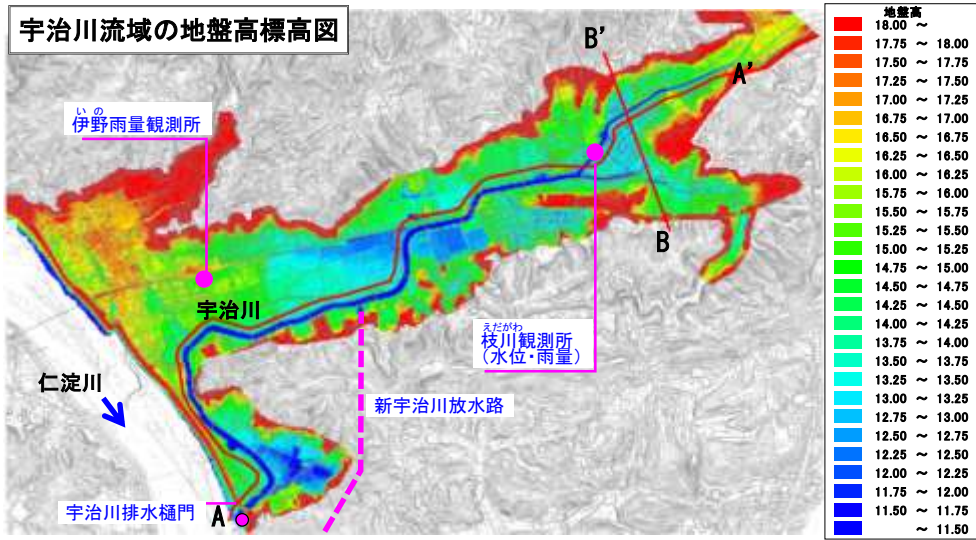 宇治川流域の地盤高標高図
いの
伊野雨量観測所
B'
A'
B
宇治川
えだがわ
枝川観測所
(水位・雨量)
仁淀川
新宇治川放水路
宇治川排水樋門
A
地盤高
18.00 ～
17.75 ～ 18.00
17.50 ～ 17.75
17.25 ～ 17.50
17.00 ～ 17.25
16.75 ～ 17.00
16.50 ～ 16.75
16.25 ～ 16.50
16.00 ～ 16.25
15.75 ～ 16.00
15.50 ～ 15.75
15.25 ～ 15.50
15.00 ～ 15.25
14.75 ～ 15.00
14.50 ～ 14.75
14.25 ～ 14.50
14.00 ～ 14.25
13.75 ～ 14.00
13.50 ～ 13.75
13.25 ～ 13.50
13.00 ～ 13.25
12.75 ～ 13.00
12.50 ～ 12.75
12.25 ～ 12.50
12.00 ～ 12.25
11.75 ～ 12.00
11.50 ～ 11.75
～ 11.50